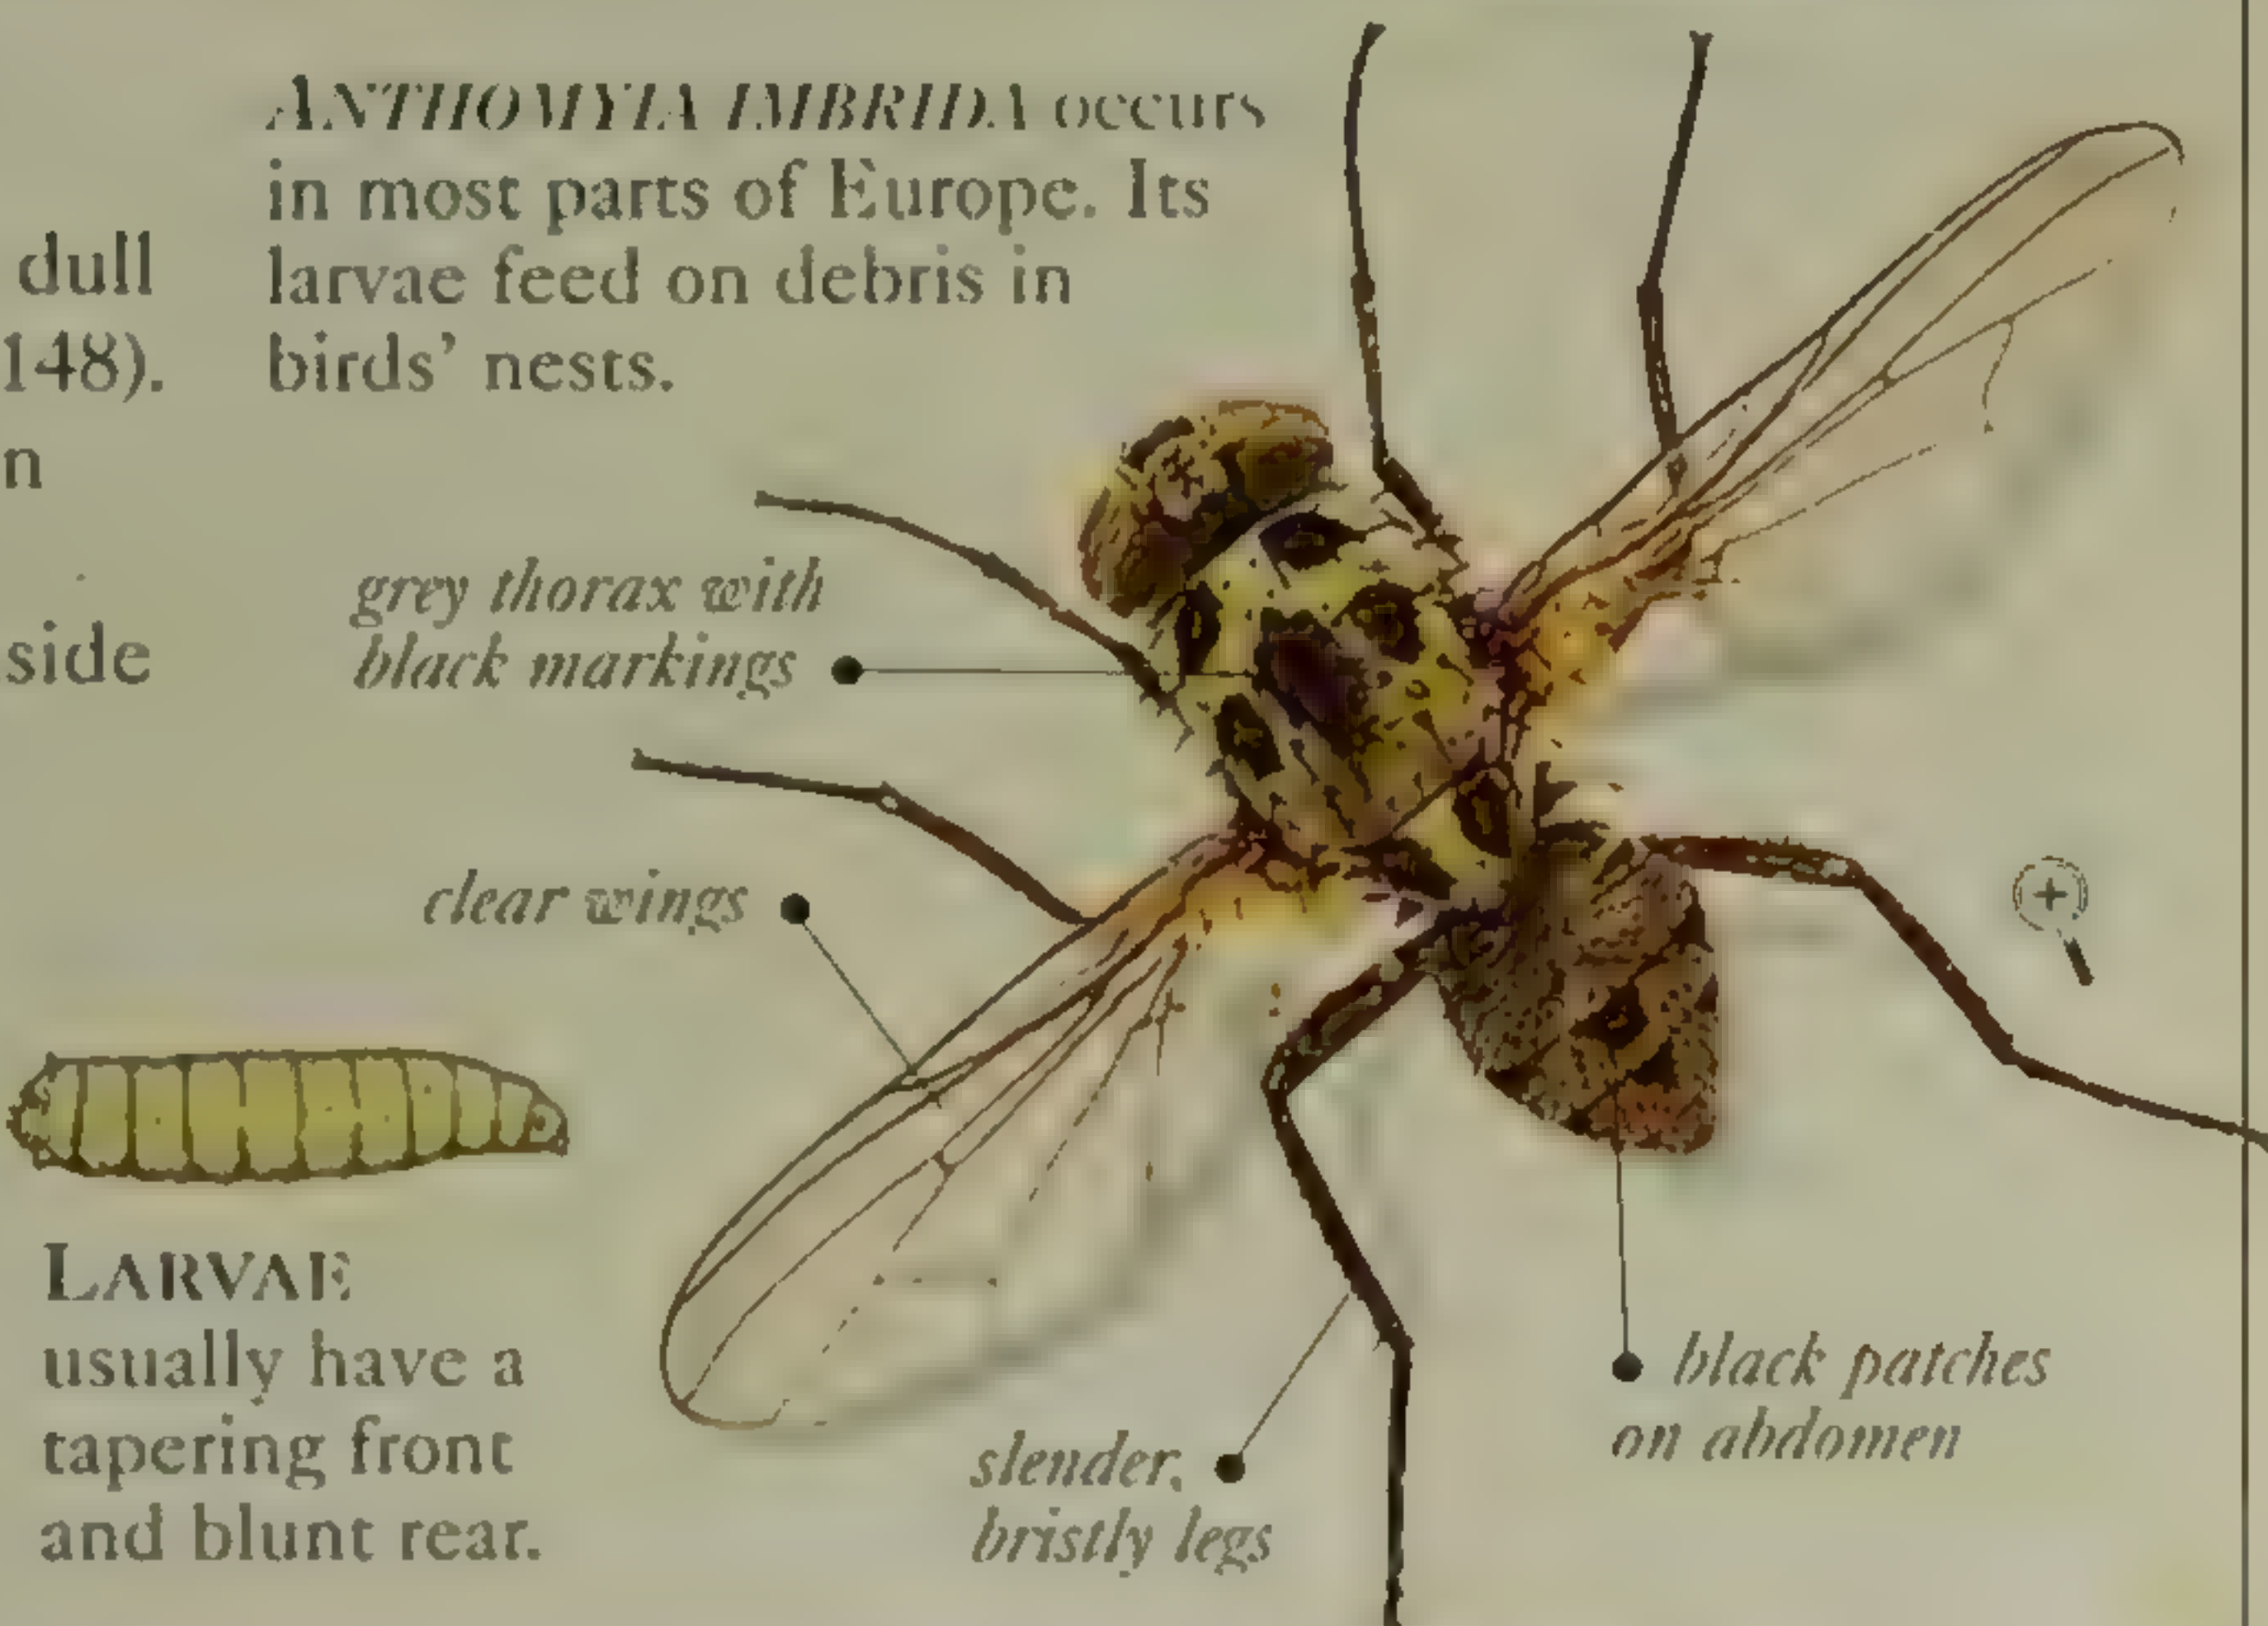 ANTHOMYIA IMBRIDA occurs
in most parts of Europe. Its
larvae feed on debris in
birds' nests.
dull
148).
n
side
grey thorax with
black markings
clear wings
LARVAE
usually have a
tapering front
and blunt rear.
slender,
bristly legs
black patches
on abdomen